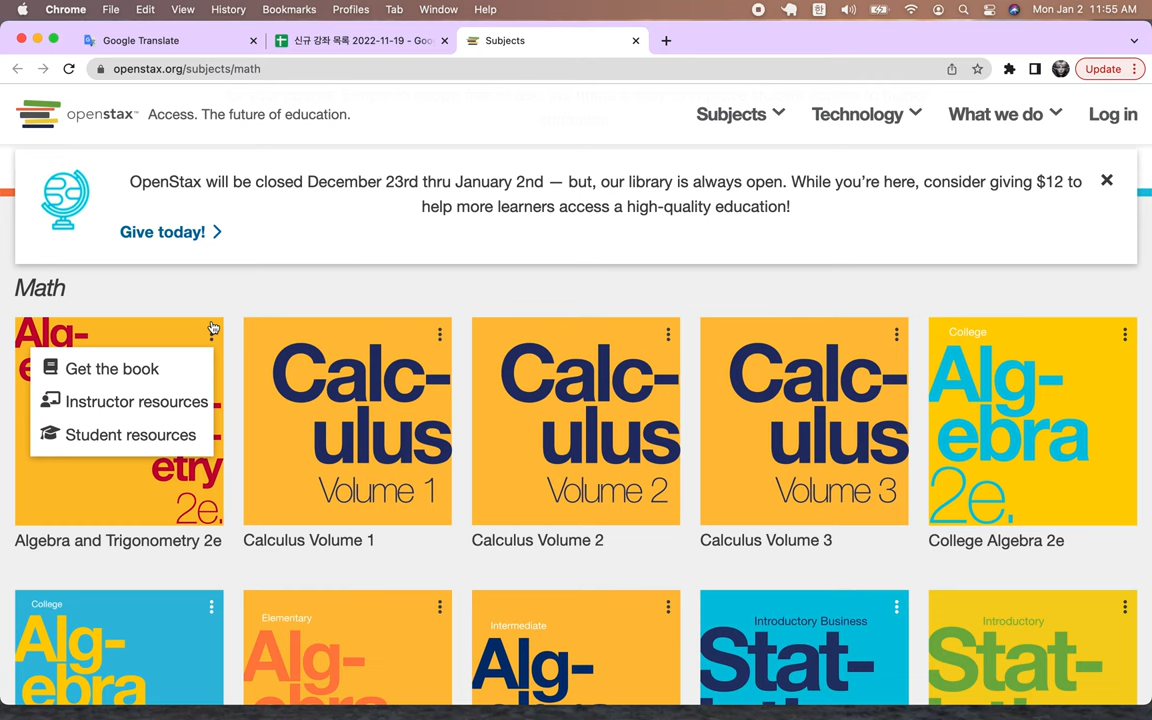 Chrome File Edit View History Bookmarks Profiles Tab Window Help 한 Mon Jan 2 11:55 AM
Google Translate 신규 강좌 목록 2022-11-19 - Goo Subjects
openstax.org/subjects/math Update
openstax™ Access. The future of education. Subjects Technology What we do Log in
OpenStax will be closed December 23rd thru January 2nd — but, our library is always open. While you’re here, consider giving $12 to
help more learners access a high-quality education!
Give today!
Math
Alg-
Get the book
Instructor resources
Student resources
etry
2e.
Calc-
ulus
Volume 1
Calc-
ulus
Volume 2
Calc-
ulus
Volume 3
College
Alg-
ebra
2e.
Algebra and Trigonometry 2e Calculus Volume 1 Calculus Volume 2 Calculus Volume 3 College Algebra 2e
College
Alg-
ebra
Elementary
Alg-
ebra
Intermediate
Alg-
Introductory Business
Stat-
Introductory
Stat-